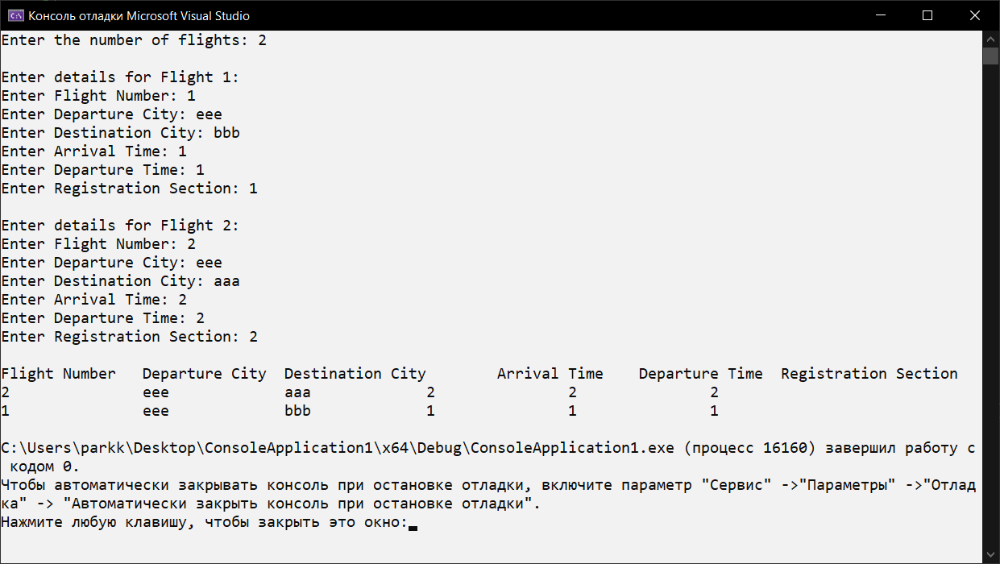 Консоль отладки Microsoft Visual Studio
Enter the number of flights: 2
Enter details for Flight 1:
Enter Flight Number: 1
Enter Departure City: eee
Enter Destination City: bbb
Enter Arrival Time: 1
Enter Departure Time: 1
Enter Registration Section: 1
Enter details for Flight 2:
Enter Flight Number: 2
Enter Departure City: eee
Enter Destination City: aaa
Enter Arrival Time: 2
Enter Departure Time: 2
Enter Registration Section: 2
Flight Number   Departure City  Destination City        Arrival Time    Departure Time  Registration Section
2               eee             aaa             2               2               2
1               eee             bbb             1               1               1
C:\Users\parkk\Desktop\ConsoleApplication1\x64\Debug\ConsoleApplication1.exe (процесс 16160) завершил работу с
кодом 0.
Чтобы автоматически закрывать консоль при остановке отладки, включите параметр "Сервис" ->"Параметры" ->"Отлад
ка" -> "Автоматически закрыть консоль при остановке отладки".
Нажмите любую клавишу, чтобы закрыть это окно: